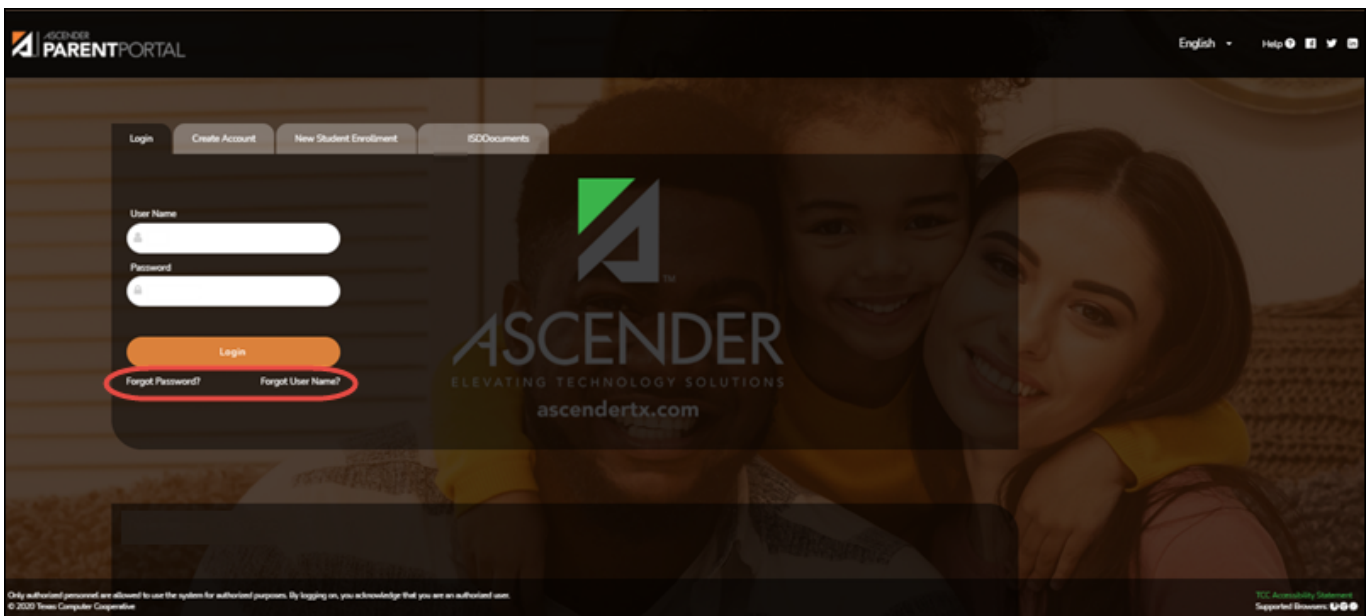 ASCENDER
PARENTPORTAL
English
Help
Login
Create Account
New Student Enrollment
ISDDocuments
User Name
Password
Login
Forgot Password?
Forgot User Name?
TM
ASCENDER
ELEVATING TECHNOLOGY SOLUTIONS
ascendertx.com
Only authorized personnel are allowed to use the system for authorized purposes. By logging on, you acknowledge that you are an authorized user.
© 2020 Texas Computer Cooperative
TCC Accessibility Statement
Supported Browsers: